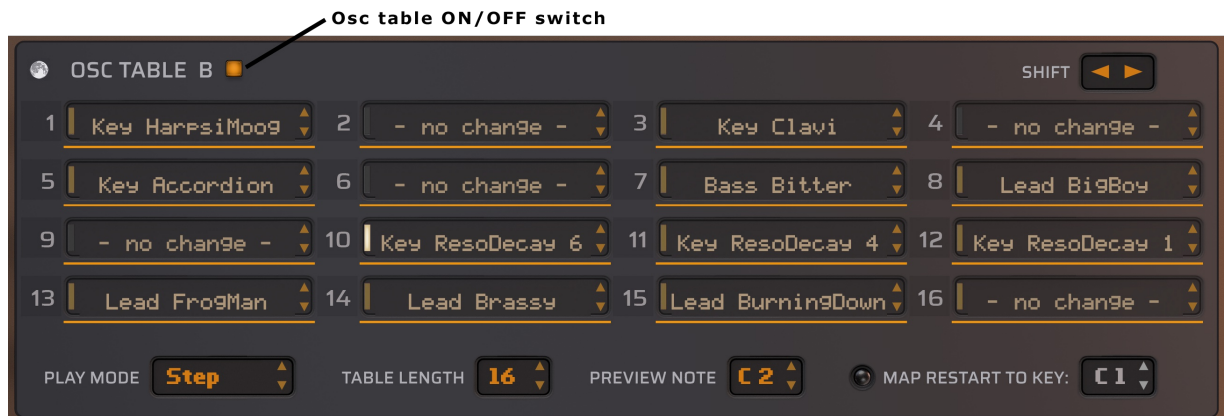 Osc table ON/OFF switch
OSC TABLE B
SHIFT
1 Key HarpsiMoog 2 - no change - 3 Key Clavi 4 - no change -
5 Key Accordion 6 - no change - 7 Bass Bitter 8 Lead BigBoy
9 - no change - 10 Key ResoDecay 6 11 Key ResoDecay 4 12 Key ResoDecay 1
13 Lead FrogMan 14 Lead Brassy 15 Lead BurningDown 16 - no change -
PLAY MODE Step TABLE LENGTH 16 PREVIEW NOTE C 2 MAP RESTART TO KEY: C 1